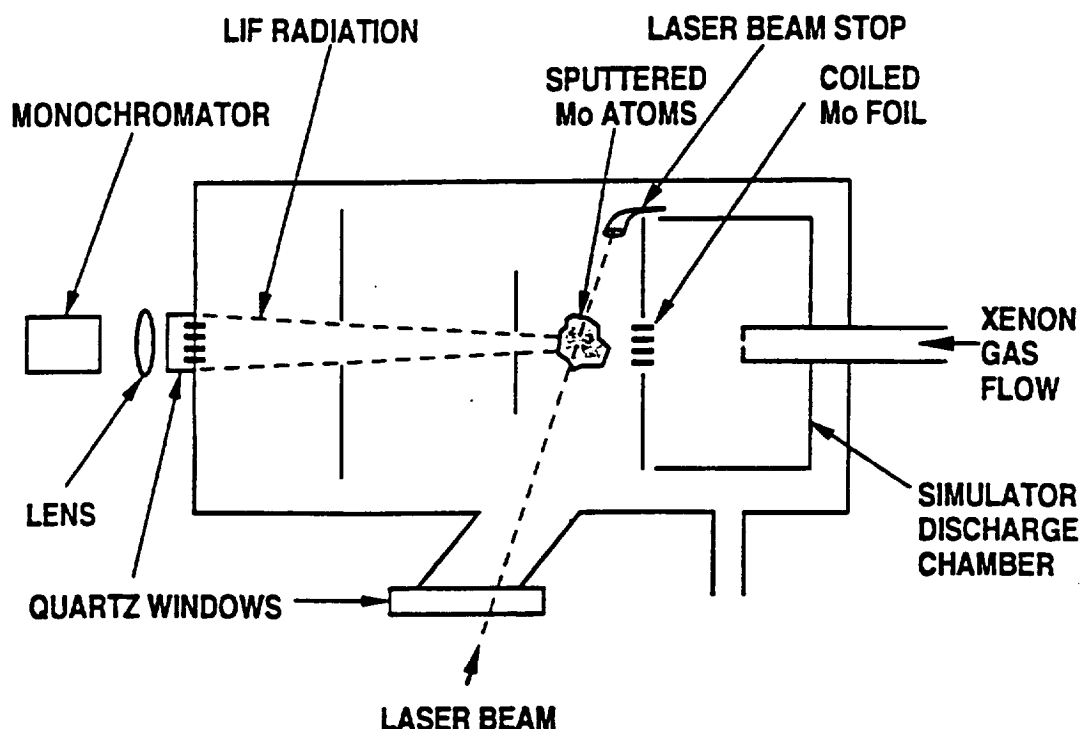 LIF RADIATION
LASER BEAM STOP
MONOCHROMATOR
SPUTTERED
Mo ATOMS
COILED
Mo FOIL
XENON
GAS
FLOW
LENS
SIMULATOR
DISCHARGE
CHAMBER
QUARTZ WINDOWS
LASER BEAM